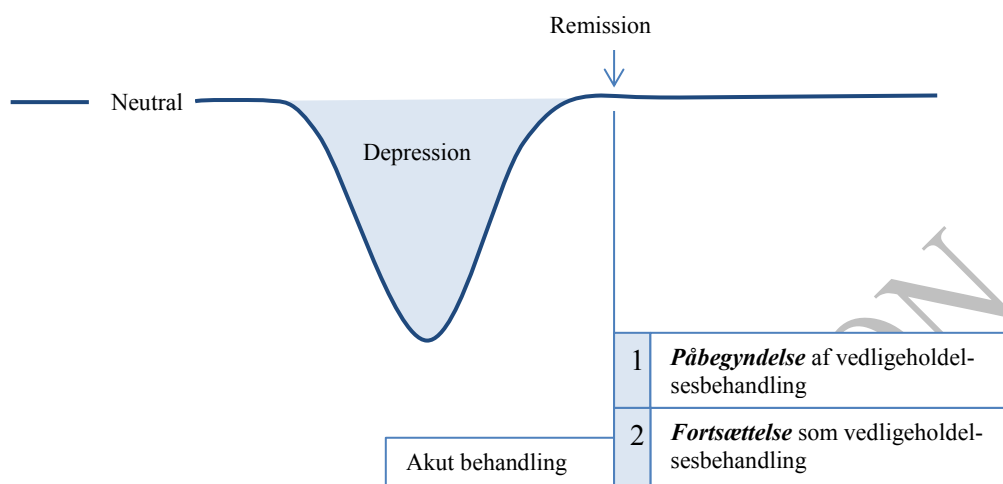 Remission
Neutral
Depression
1 Påbegyndelse af vedligeholdel-
sesbehandling
2 Fortsættelse som vedligeholdel-
sesbehandling
Akut behandling